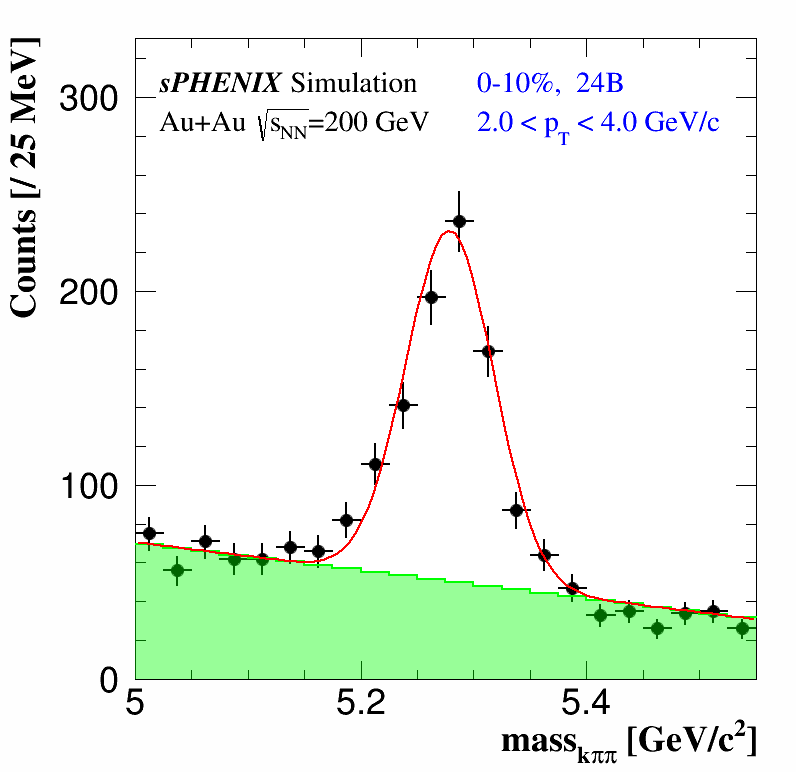 Counts [/ 25 MeV]
300
200
100
0
sPHENIX Simulation
Au+Au √sNN=200 GeV
0-10%, 24B
2.0 < pT < 4.0 GeV/c
5
5.2
5.4
masskππ [GeV/c²]